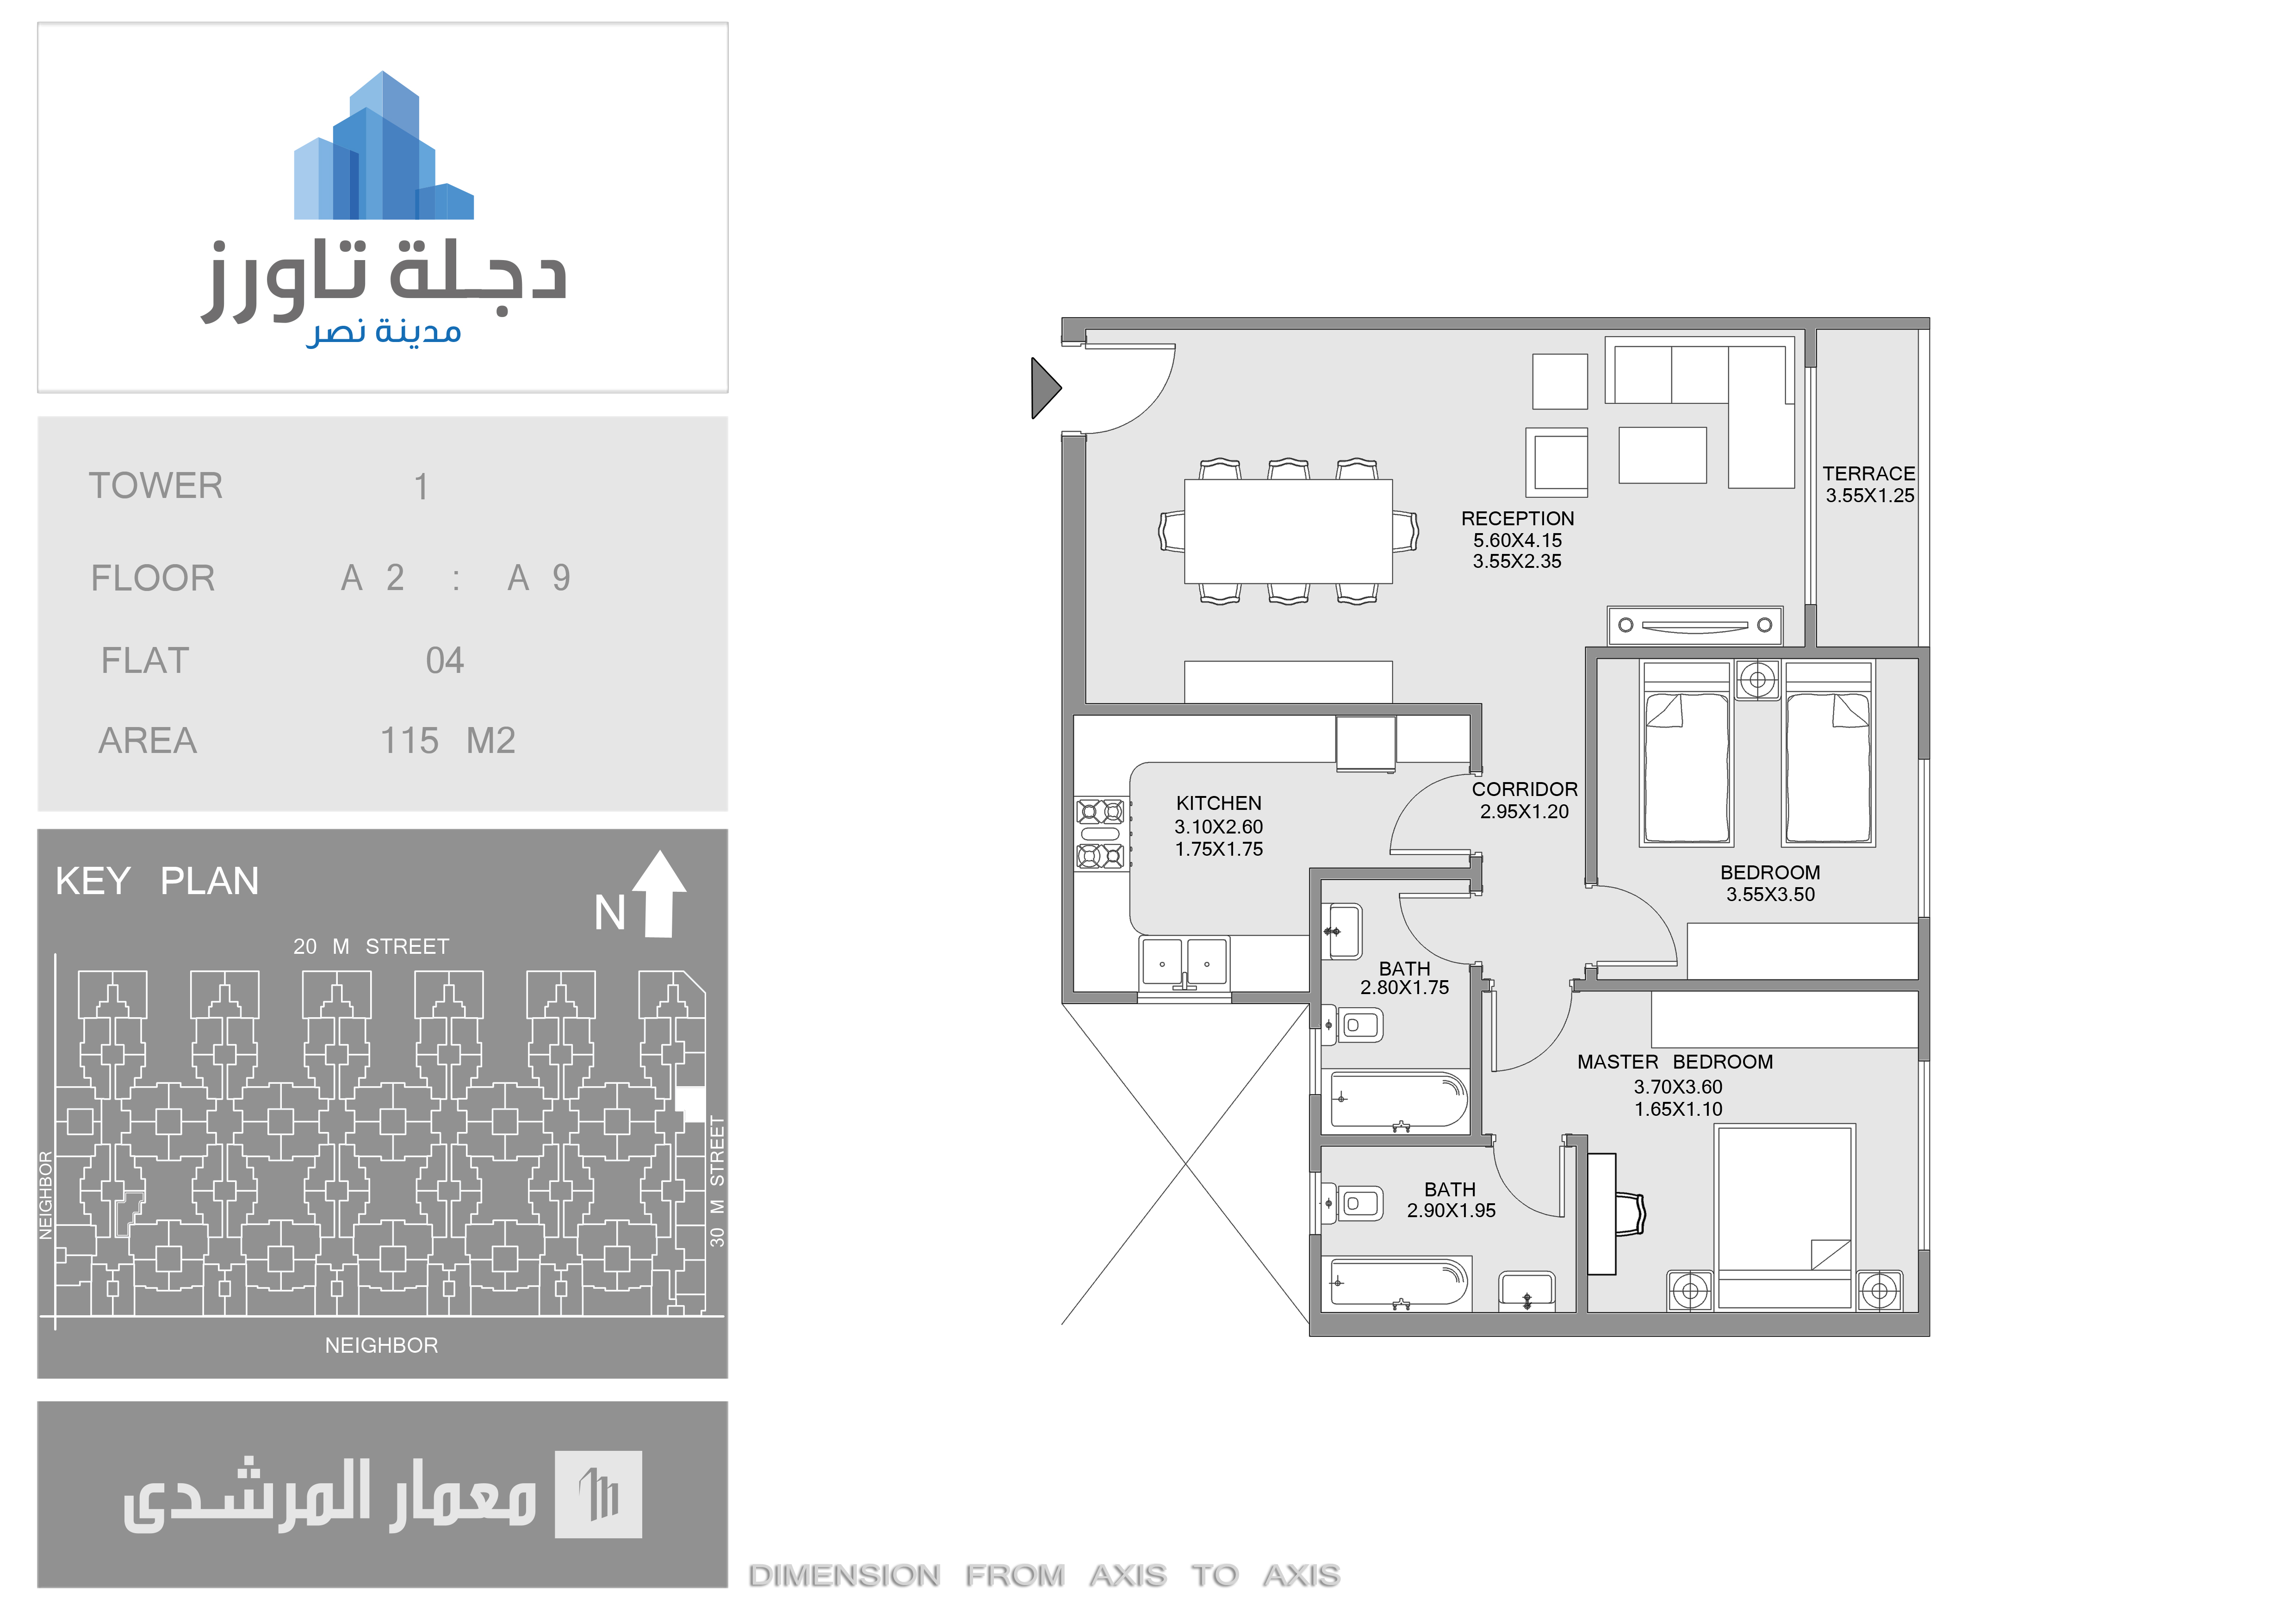 دجلة تاورز
مدينة نصر
TOWER 1
FLOOR A 2 : A 9
FLAT 04
AREA 115 M2
KEY PLAN
N
20 M STREET
NEIGHBOR
30 M STREET
NEIGHBOR
معمار المرشدى
RECEPTION
5.60X4.15
3.55X2.35
TERRACE
3.55X1.25
KITCHEN
3.10X2.60
1.75X1.75
CORRIDOR
2.95X1.20
BEDROOM
3.55X3.50
BATH
2.80X1.75
MASTER BEDROOM
3.70X3.60
1.65X1.10
BATH
2.90X1.95
DIMENSION FROM AXIS TO AXIS